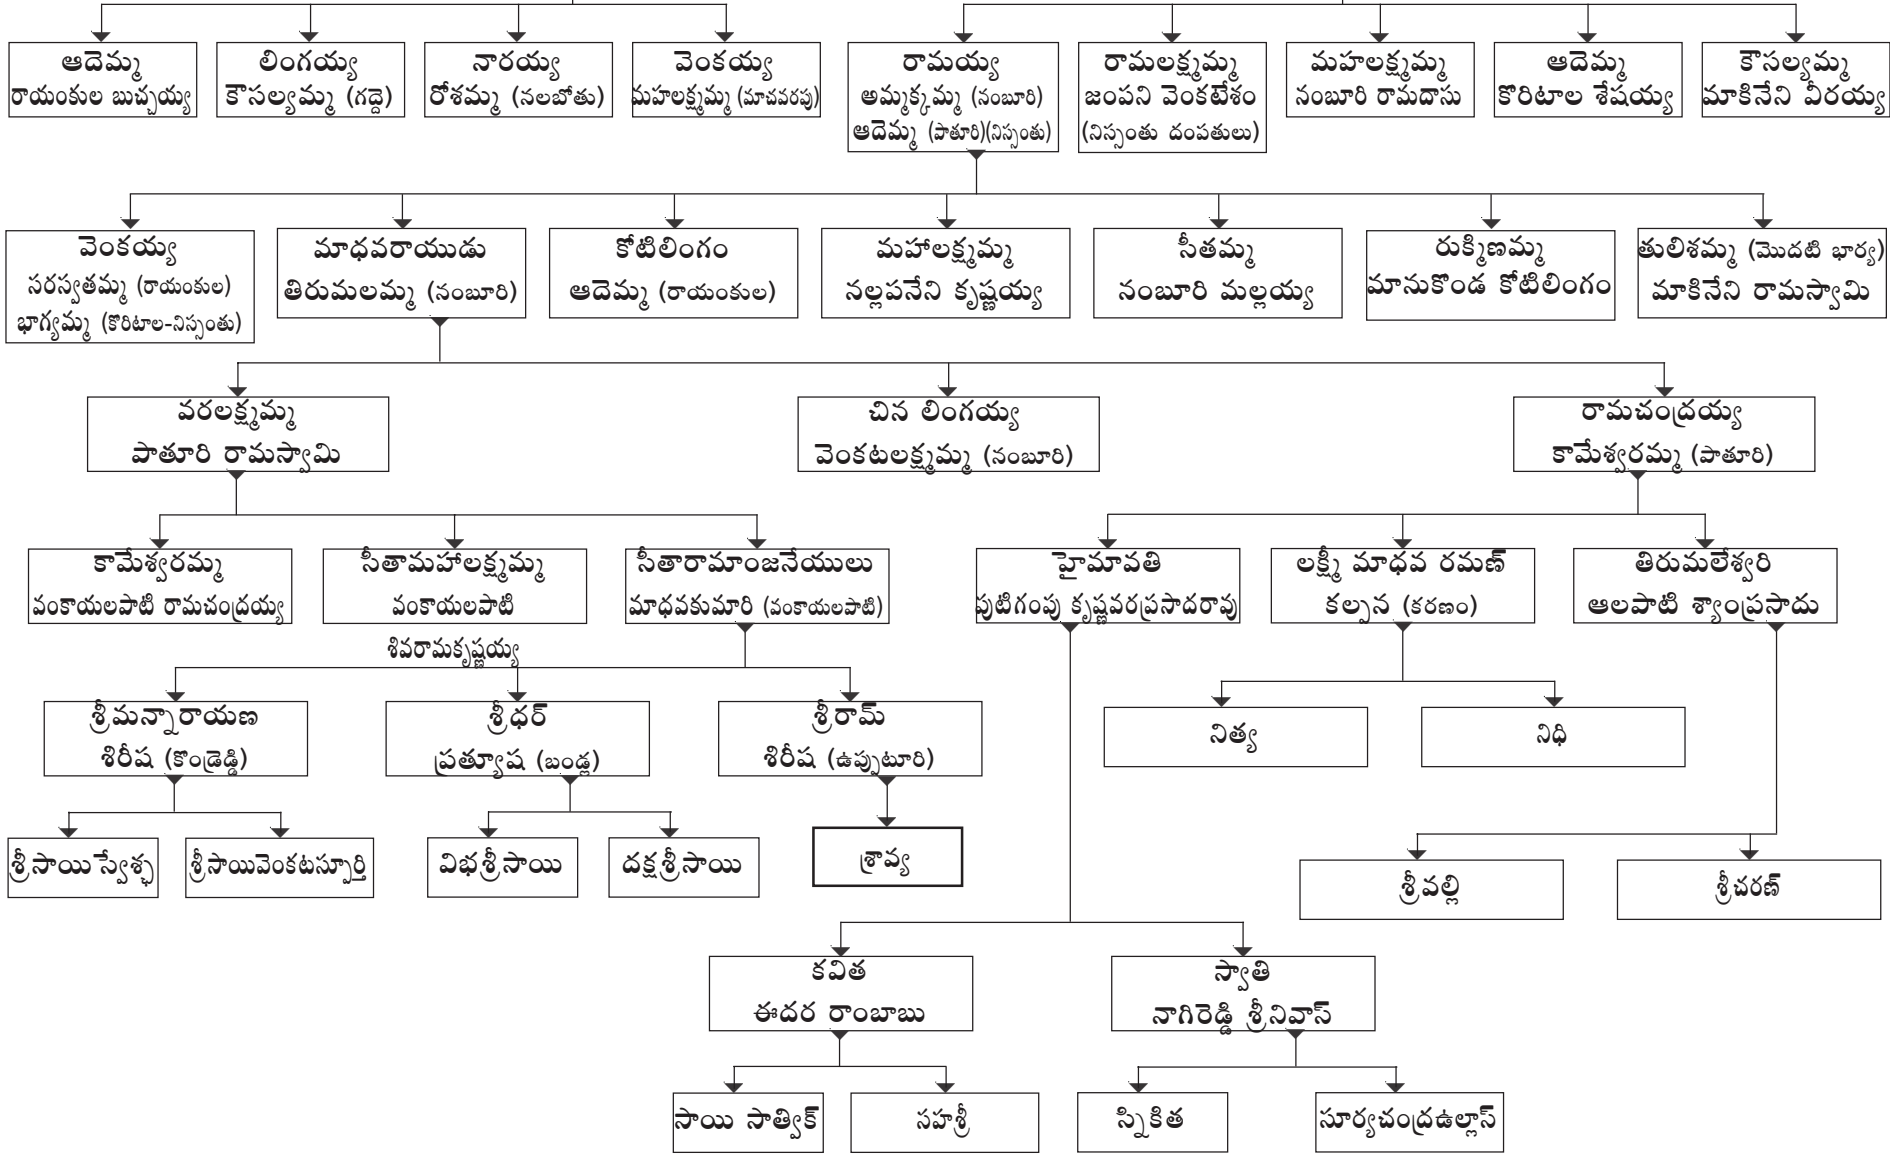 ఆదెమ్మ
రాయంకుల బుచ్చయ్య
లింగయ్య
కౌసల్యమ్మ (గద్దె)
నారయ్య
రోశమ్మ (నలబోతు)
వెంకయ్య
మహలక్ష్మమ్మ (మాచవరపు)
రామయ్య
అమ్మక్కమ్మ (నంబూరి)
ఆదెమ్మ (పాతూరి)(నిస్సంతు)
రామలక్ష్మమ్మ
జంపని వెంకటేశం
(నిస్సంతు దంపతులు)
మహలక్ష్మమ్మ
నంబూరి రామదాసు
ఆదెమ్మ
కొరిటాల శేషయ్య
కౌసల్యమ్మ
మాకినేని వీరయ్య
వెంకయ్య
సరస్వతమ్మ (రాయంకుల)
భాగ్యమ్మ (కొరిటాల-నిస్సంతు)
మాధవరాయుడు
తిరుమలమ్మ (నంబూరి)
కోటిలింగం
ఆదెమ్మ (రాయంకుల)
మహాలక్ష్మమ్మ
నల్లపనేని కృష్ణయ్య
సీతమ్మ
నంబూరి మల్లయ్య
రుక్మిణమ్మ
మానుకొండ కోటిలింగం
తులిశమ్మ (మొదటి భార్య)
మాకినేని రామస్వామి
వరలక్ష్మమ్మ
పాతూరి రామస్వామి
చిన లింగయ్య
వెంకటలక్ష్మమ్మ (నంబూరి)
రామచంద్రయ్య
కామేశ్వరమ్మ (పాతూరి)
కామేశ్వరమ్మ
వంకాయలపాటి రామచంద్రయ్య
సీతామహాలక్ష్మమ్మ
వంకాయలపాటి
శివరామకృష్ణయ్య
సీతారామాంజనేయులు
మాధవకుమారి (వంకాయలపాటి)
హైమావతి
పుటిగంపు కృష్ణవరప్రసాదరావు
లక్ష్మీ మాధవ రమణ్
కల్పన (కరణం)
తిరుమలేశ్వరి
ఆలపాటి శ్యాంప్రసాదు
శ్రీమన్నారాయణ
శిరీష (కొండ్రెడ్డి)
శ్రీధర్
ప్రత్యూష (బండ్ల)
శ్రీరామ్
శిరీష (ఉప్పుటూరి)
నిత్య
నిధి
శ్రీసాయిస్వేశ్ఛ
శ్రీసాయివెంకటస్ఫూర్తి
విభశ్రీసాయి
దక్షశ్రీసాయి
శ్రావ్య
శ్రీవల్లి
శ్రీచరణ్
కవిత
ఈదర రాంబాబు
స్వాతి
నాగిరెడ్డి శ్రీనివాస్
సాయి సాత్విక్
సహశ్రీ
స్నికిత
సూర్యచంద్రఉల్లాస్